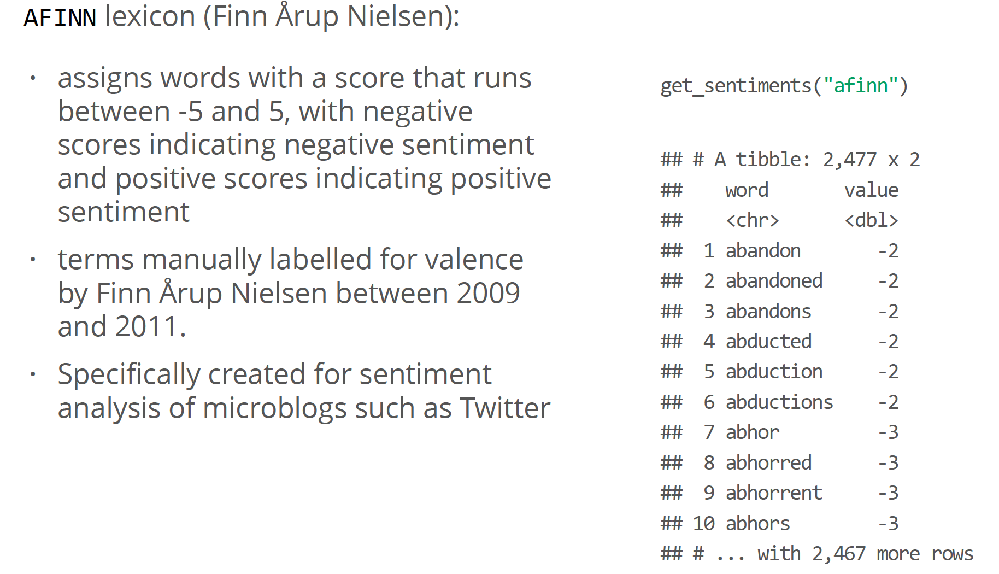 AFINN lexicon (Finn Årup Nielsen):
• assigns words with a score that runs
between -5 and 5, with negative
scores indicating negative sentiment
and positive scores indicating positive
sentiment
• terms manually labelled for valence
by Finn Årup Nielsen between 2009
and 2011.
• Specifically created for sentiment
analysis of microblogs such as Twitter
get_sentiments("afinn")
## # A tibble: 2,477 x 2
##    word       value
##    <chr>      <dbl>
##  1 abandon       -2
##  2 abandoned     -2
##  3 abandons      -2
##  4 abducted      -2
##  5 abduction     -2
##  6 abductions    -2
##  7 abhor         -3
##  8 abhorred      -3
##  9 abhorrent     -3
## 10 abhors        -3
## # ... with 2,467 more rows